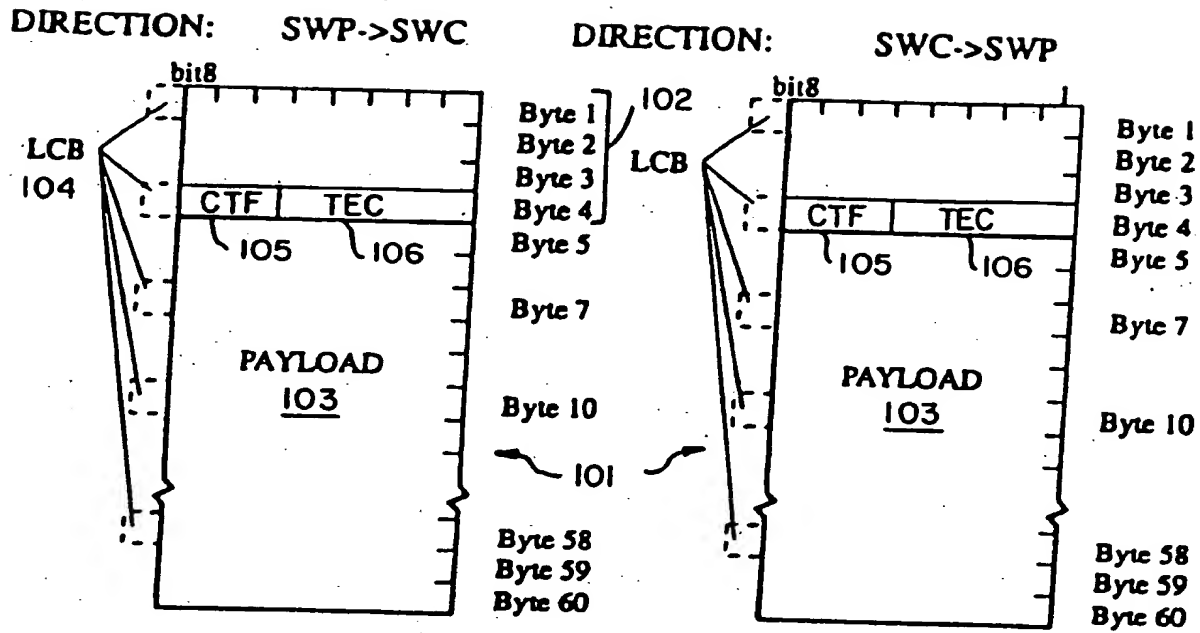 DIRECTION: SWP->SWC
bit8
LCB
104
CTF TEC
105 106
PAYLOAD
103
Byte 1
Byte 2
Byte 3
Byte 4
Byte 5
Byte 7
Byte 10
Byte 58
Byte 59
Byte 60
102
101
DIRECTION: SWC->SWP
bit8
LCB
CTF TEC
105 106
PAYLOAD
103
Byte 1
Byte 2
Byte 3
Byte 4
Byte 5
Byte 7
Byte 10
Byte 58
Byte 59
Byte 60